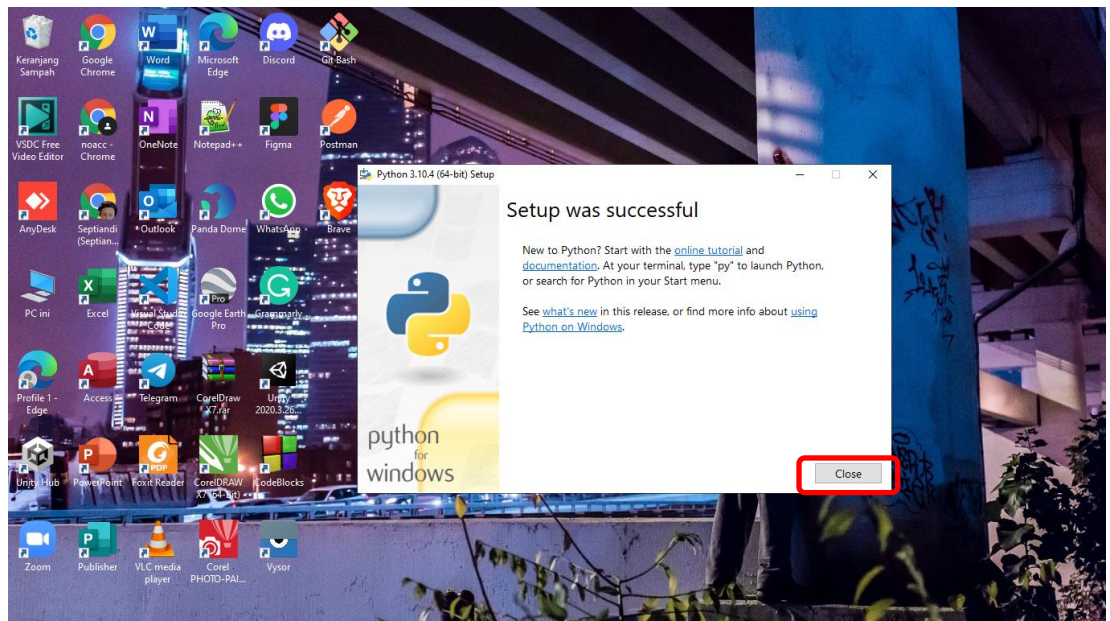 Keranjang
Sampah
Google
Chrome
Word
Microsoft
Edge
Discord
Git Bash
VSDC Free
Video Editor
noacc -
Chrome
OneNote
Notepad++
Figma
Postman
AnyDesk
Septiandi
(Septian...
Outlook
Panda Dome
WhatsApp
Brave
PC ini
Excel
Visual Studio
Code
Pro
Google Earth
Pro
Grammarly
Profile 1 -
Edge
Access
Telegram
CorelDraw
X7.rar
Unity
2020.3.26...
Unity Hub
PowerPoint
PDF
Foxit Reader
CorelDRAW
X7 (64-Bit)
CodeBlocks
Zoom
Publisher
VLC media
player
Corel
PHOTO-PAI...
Vysor
Python 3.10.4 (64-bit) Setup
Setup was successful
New to Python? Start with the online tutorial and
documentation. At your terminal, type "py" to launch Python,
or search for Python in your Start menu.
See what's new in this release, or find more info about using
Python on Windows.
python
for
windows
Close